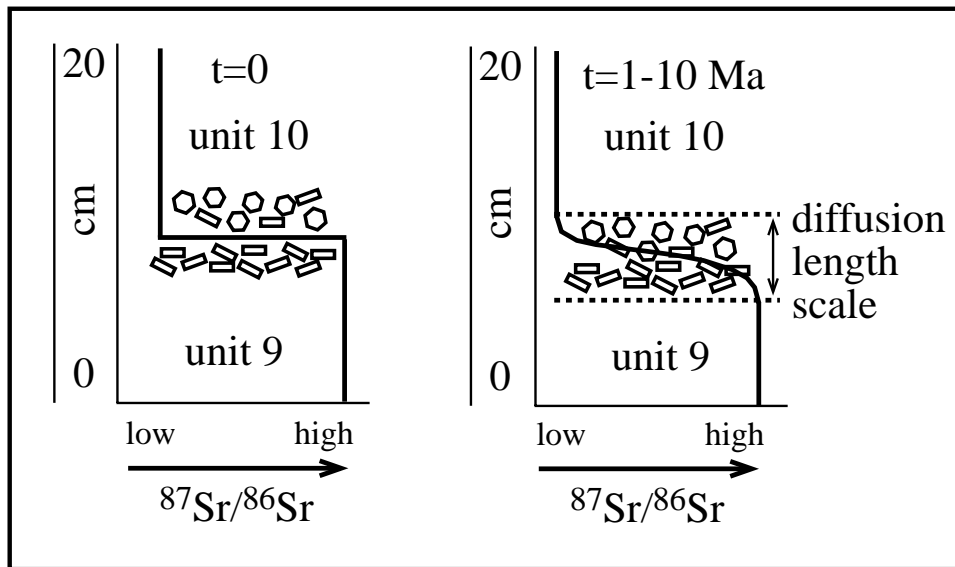 20
t=0
unit 10
cm
unit 9
0
low high
⁸⁷Sr/⁸⁶Sr
20
t=1-10 Ma
unit 10
cm
diffusion
length
scale
unit 9
0
low high
⁸⁷Sr/⁸⁶Sr